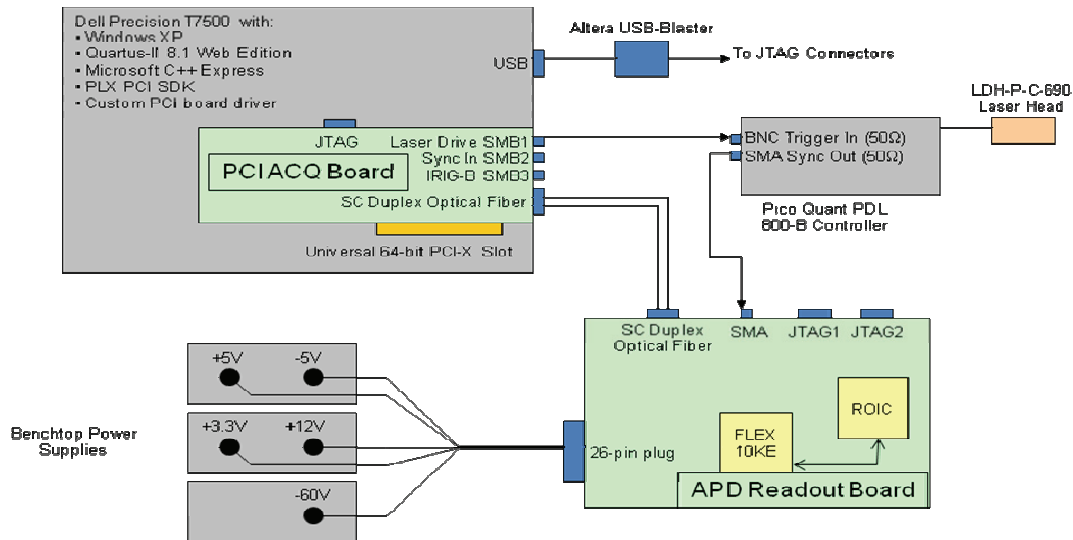 Dell Precision T7500 with:
• Windows XP
• Quartus-II 8.1 Web Edition
• Microsoft C++ Express
• PLX PCI SDK
• Custom PCI board driver
USB
Altera USB-Blaster
To JTAG Connectors
LDH-P-C-690
Laser Head
JTAG
PCI ACQ Board
Laser Drive SMB1
Sync In SMB2
IRIG-B SMB3
SC Duplex Optical Fiber
Universal 64-bit PCI-X Slot
BNC Trigger In (50Ω)
SMA Sync Out (50Ω)
Pico Quant PDL
800-B Controller
SC Duplex
Optical Fiber
SMA
JTAG1
JTAG2
ROIC
FLEX
10KE
26-pin plug
APD Readout Board
Benchtop Power
Supplies
+5V
-5V
+3.3V
+12V
-60V